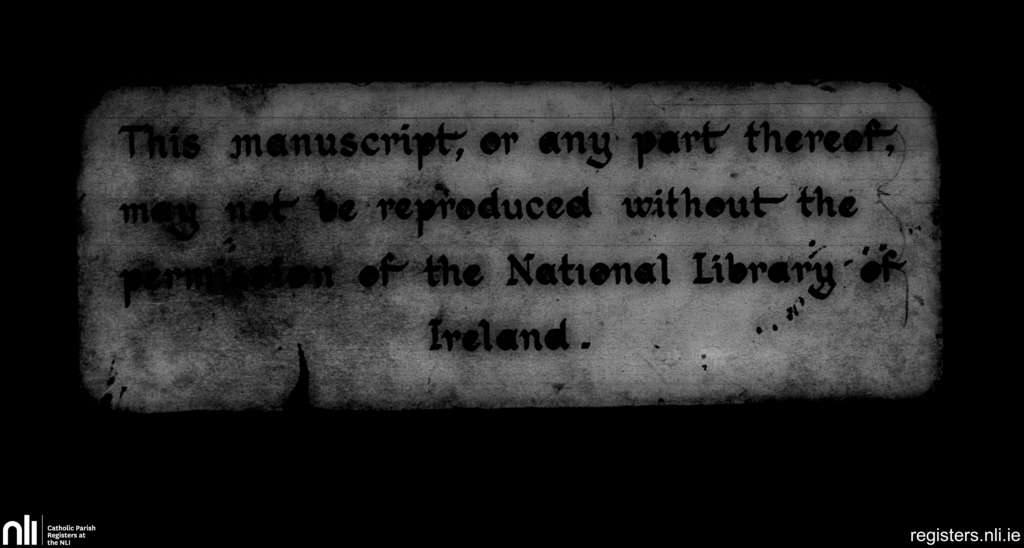 This manuscript, or any part thereof,
may not be reproduced without the
permission of the National Library of
Ireland.
nli
Catholic Parish
Registers at
the NLI
registers.nli.ie